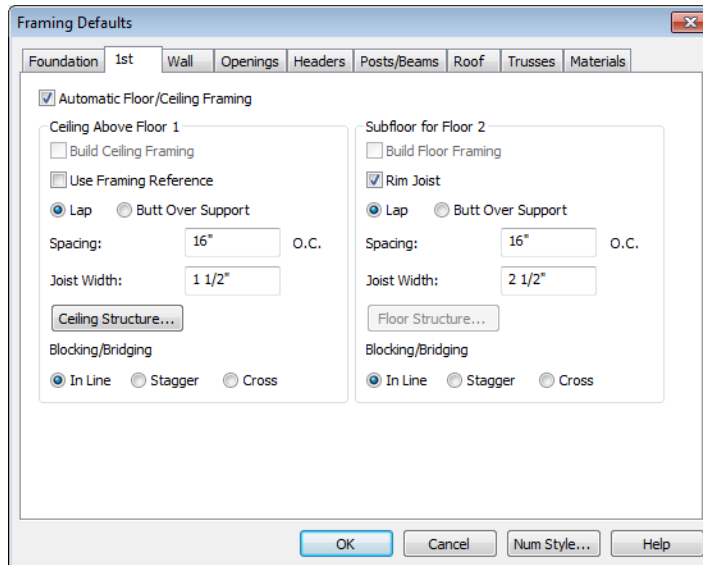 Framing Defaults
Foundation 1st Wall Openings Headers Posts/Beams Roof Trusses Materials
Automatic Floor/Ceiling Framing
Ceiling Above Floor 1
Build Ceiling Framing
Use Framing Reference
Lap Butt Over Support
Spacing: 16" O.C.
Joist Width: 1 1/2"
Ceiling Structure...
Blocking/Bridging
In Line Stagger Cross
Subfloor for Floor 2
Build Floor Framing
Rim Joist
Lap Butt Over Support
Spacing: 16" O.C.
Joist Width: 2 1/2"
Floor Structure...
Blocking/Bridging
In Line Stagger Cross
OK Cancel Num Style... Help